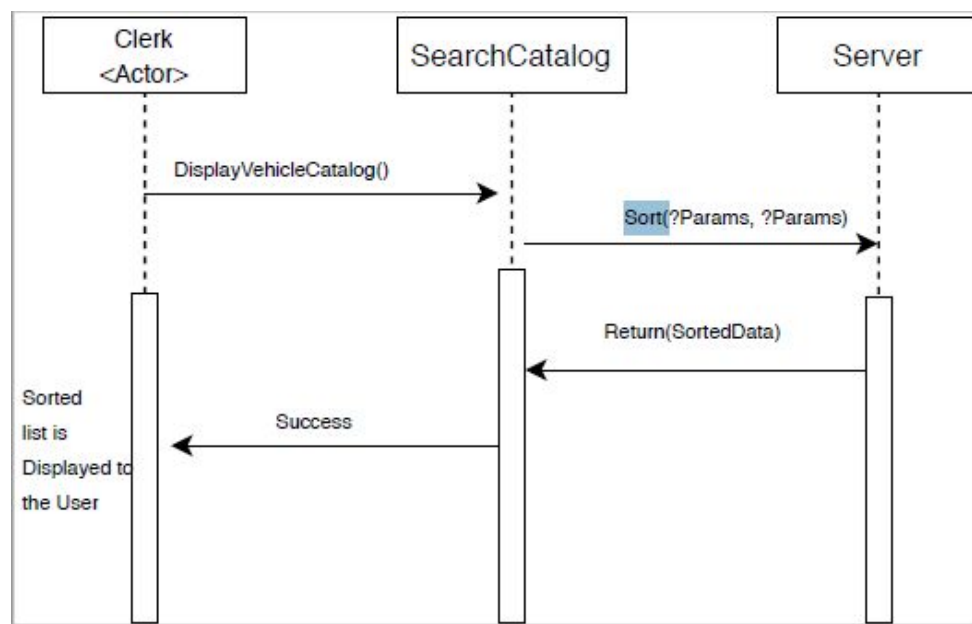 Clerk
<Actor>
SearchCatalog
Server
DisplayVehicleCatalog()
Sort(?Params, ?Params)
Return(SortedData)
Success
Sorted
list is
Displayed to
the User